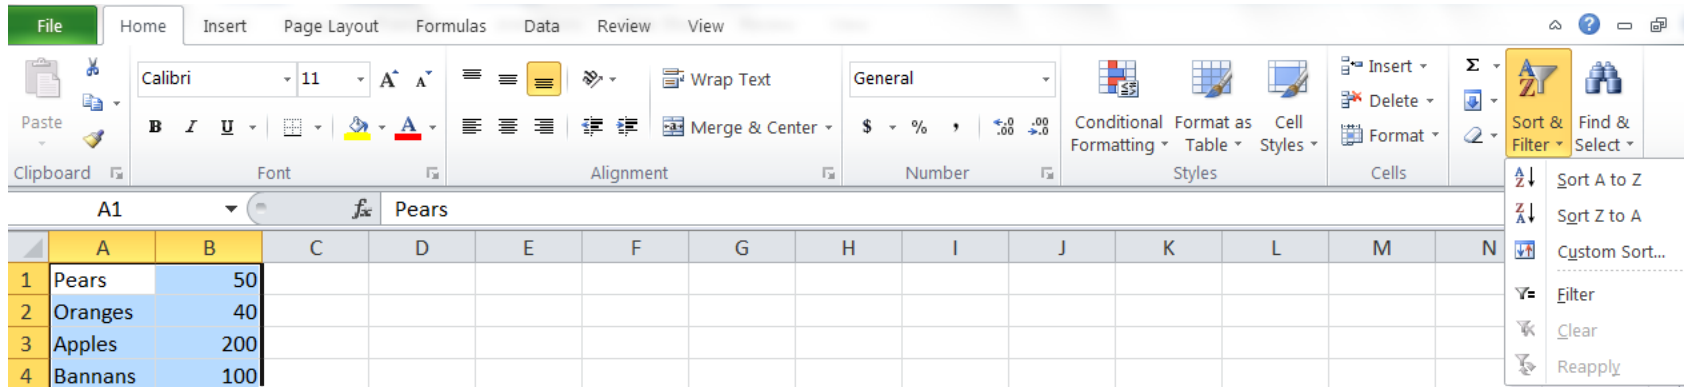 File Home Insert Page Layout Formulas Data Review View
Calibri 11 A A Wrap Text General Insert Σ
Paste B I U A Merge & Center $ % , .00 .00 Conditional Formatting Format as Table Cell Styles Delete Format Sort & Filter Find & Select
Clipboard Font Alignment Number Styles Cells
A1 fx Pears
A B C D E F G H I J K L M N
1 Pears 50
2 Oranges 40
3 Apples 200
4 Bannans 100
Sort A to Z
Sort Z to A
Custom Sort...
Filter
Clear
Reapply